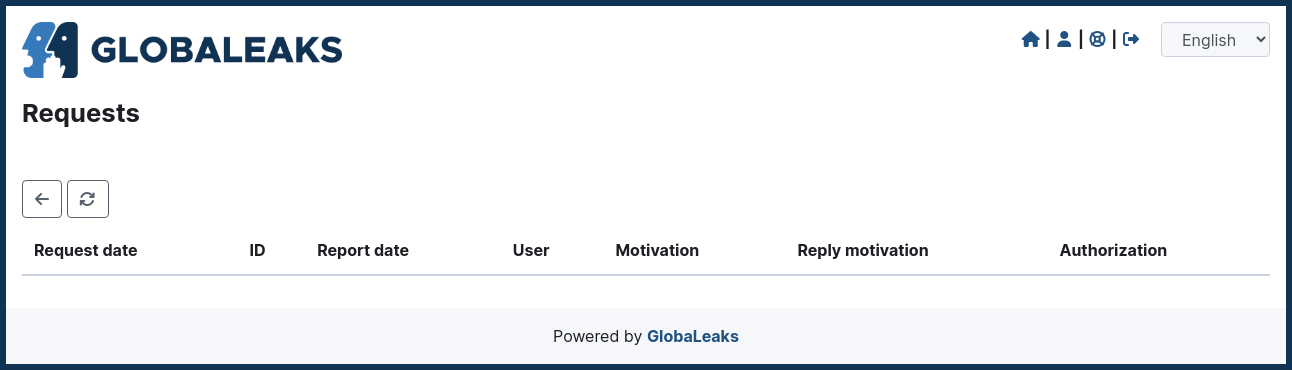 GLOBALEAKS
| | | English
Requests
Request date ID Report date User Motivation Reply motivation Authorization
Powered by GlobaLeaks